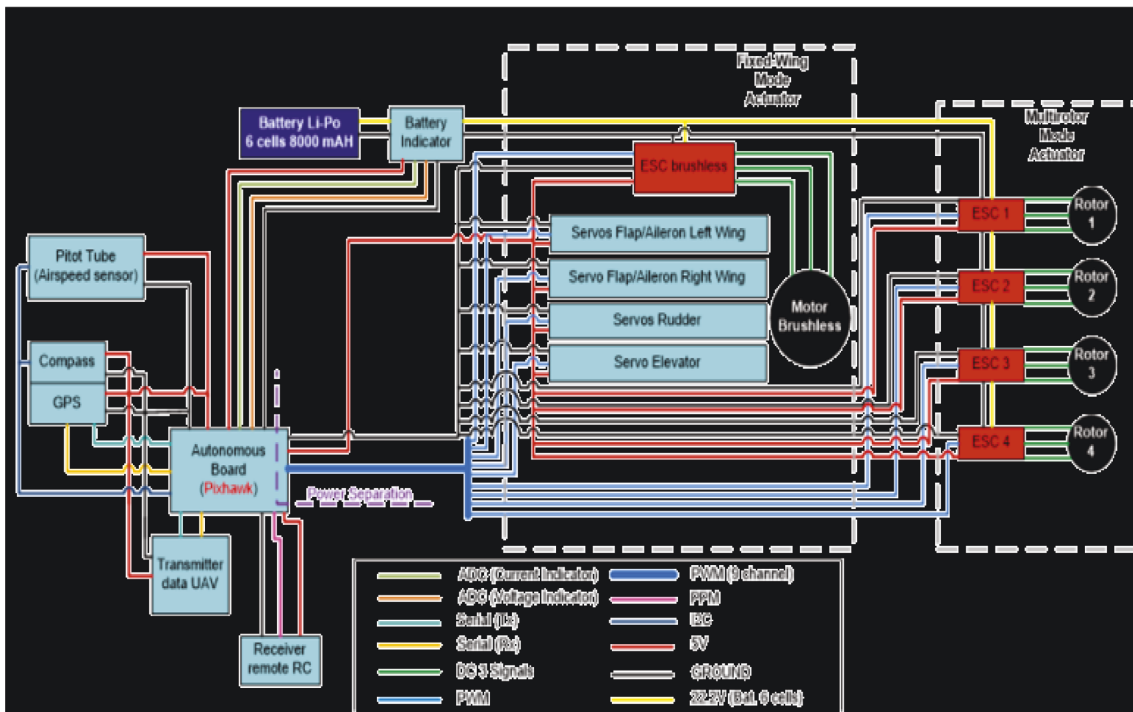 Fixed-Wing
Mode
Actuator
Multirotor
Mode
Actuator
Battery Li-Po
6 cells 8000 mAH
Battery
Indicator
ESC brushless
Servos Flap/Aileron Left Wing
Servo Flap/Aileron Right Wing
Servos Rudder
Servo Elevator
Motor
Brushless
ESC 1
Rotor
1
ESC 2
Rotor
2
ESC 3
Rotor
3
ESC 4
Rotor
4
Pitot Tube
(Airspeed sensor)
Compass
GPS
Autonomous
Board
(Pixhawk)
Power Separation
Transmitter
data UAV
Receiver
remote RC
ADC (Current Indicator)
ADC (Voltage Indicator)
Serial (Tx)
Serial (Rx)
DC 3 Signals
PWM
PWM (9 channel)
PPM
I2C
5V
GROUND
22.2V (Bat. 6 cells)